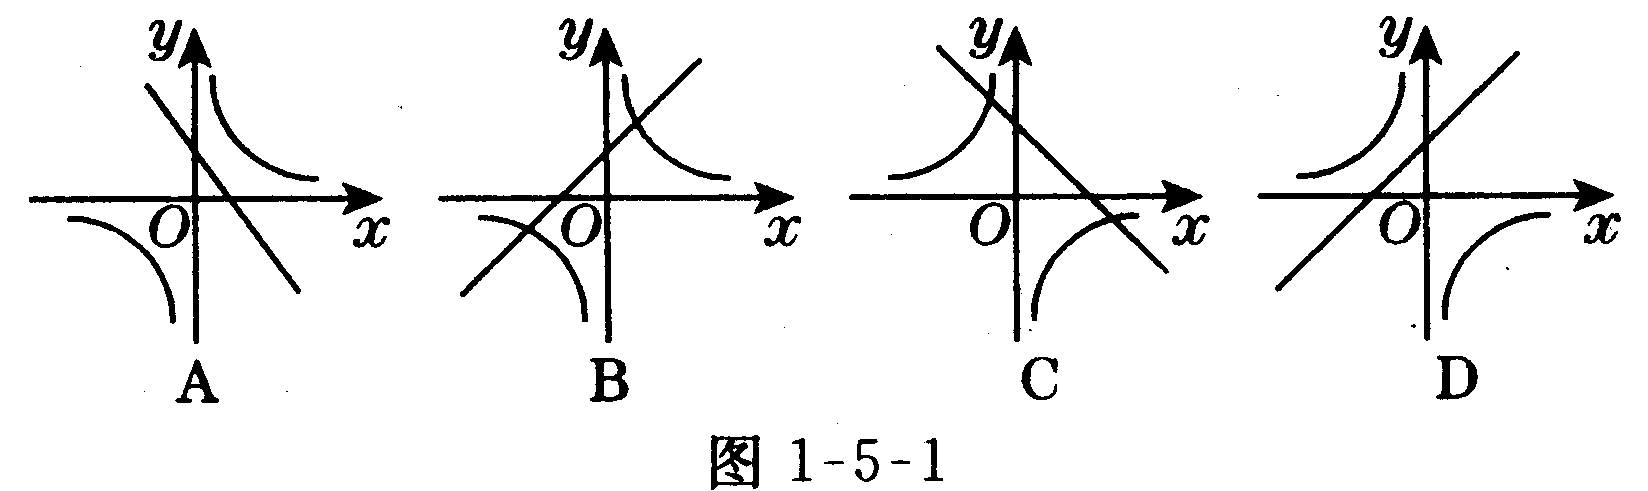 y y y y
O x O x O x O x
A B C D
图 1-5-1